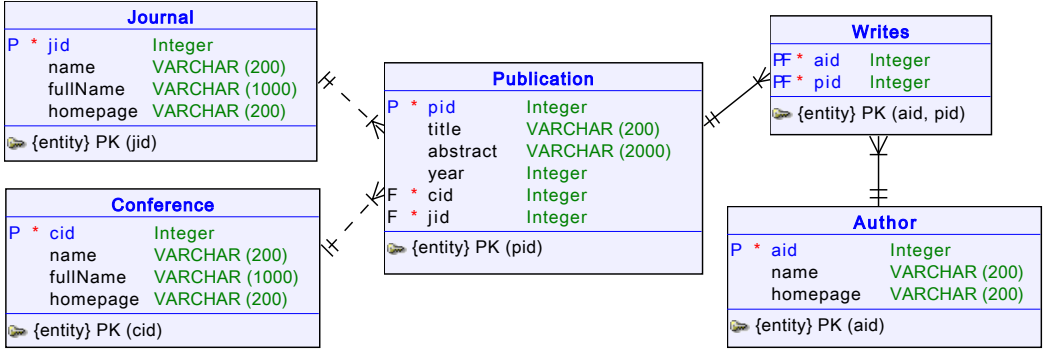 Journal
P * jid Integer
name VARCHAR (200)
fullName VARCHAR (1000)
homepage VARCHAR (200)
{entity} PK (jid)
Conference
P * cid Integer
name VARCHAR (200)
fullName VARCHAR (1000)
homepage VARCHAR (200)
{entity} PK (cid)
Publication
P * pid Integer
title VARCHAR (200)
abstract VARCHAR (2000)
year Integer
F * cid Integer
F * jid Integer
{entity} PK (pid)
Writes
PF * aid Integer
PF * pid Integer
{entity} PK (aid, pid)
Author
P * aid Integer
name VARCHAR (200)
homepage VARCHAR (200)
{entity} PK (aid)